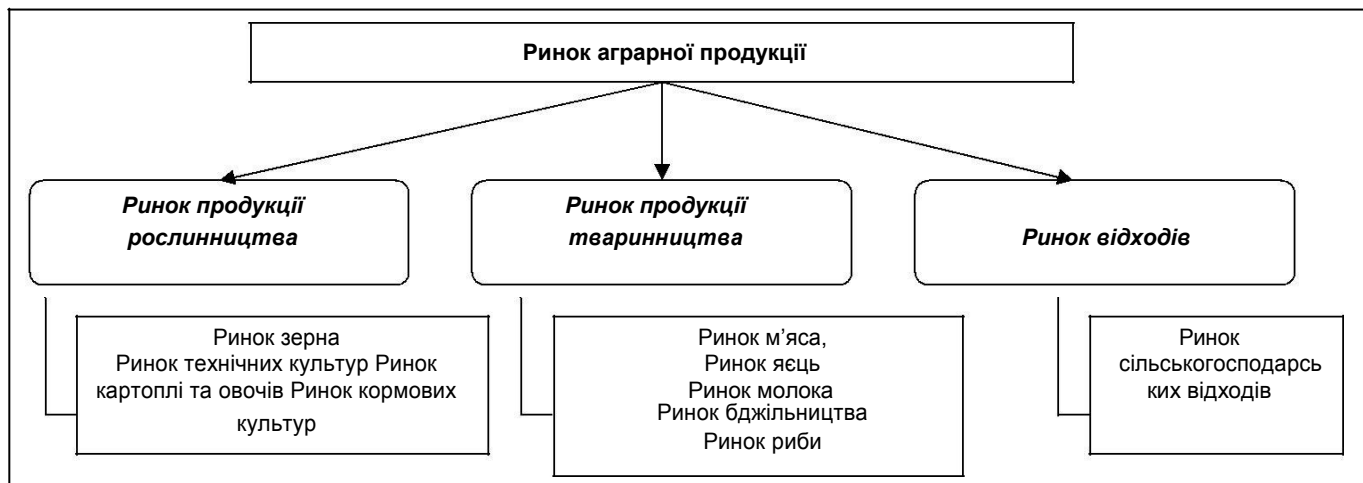 Ринок аграрної продукції
Ринок продукції
рослинництва
Ринок продукції
тваринництва
Ринок відходів
Ринок зерна
Ринок технічних культур Ринок
картоплі та овочів Ринок кормових
культур
Ринок м’яса,
Ринок яєць
Ринок молока
Ринок бджільництва
Ринок риби
Ринок
сільськогосподарсь
ких відходів